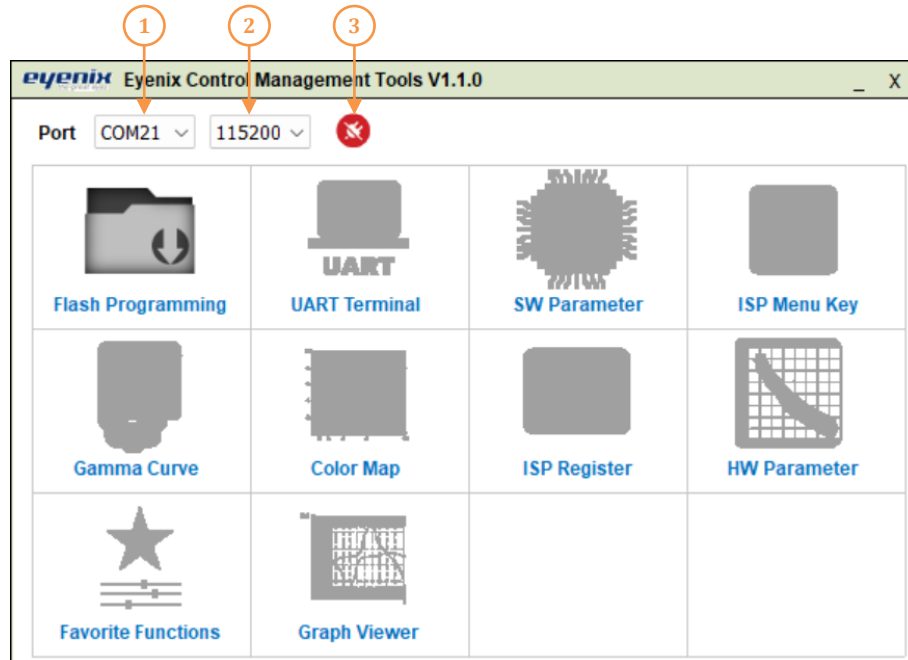 1 2 3
eyenix Eyenix Control Management Tools V1.1.0 _ X
Port COM21 115200
UART
Flash Programming UART Terminal SW Parameter ISP Menu Key
Gamma Curve Color Map ISP Register HW Parameter
Favorite Functions Graph Viewer